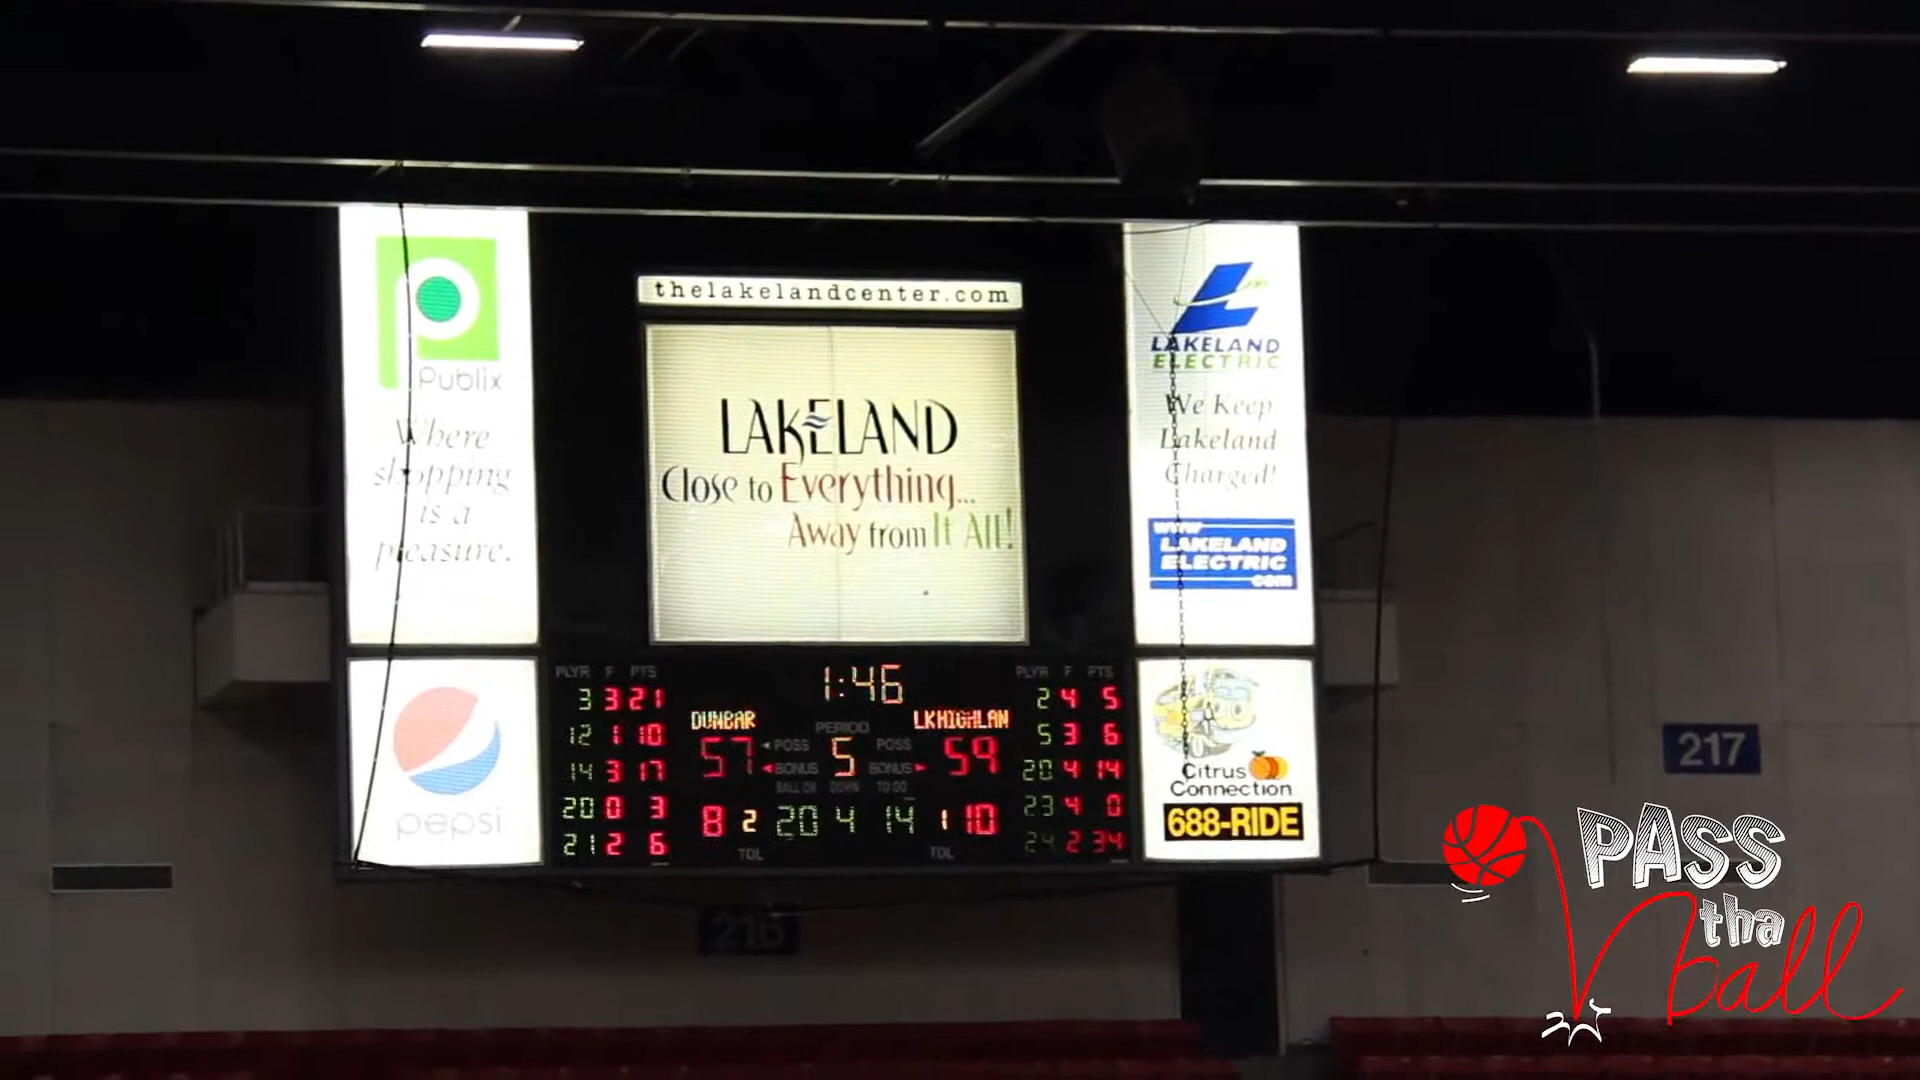 thelakelandcenter.com
Publix
Where
shopping
is a
pleasure.
LAKELAND
Close to Everything...
Away from It All!
LAKELAND
ELECTRIC
We Keep
Lakeland
Charged!
www
LAKELAND
ELECTRIC
.com
pepsi
PLYR F PTS
3 3 21
12 1 10
14 3 17
20 0 3
21 2 6
1:46
DUNBAR
LKHIGHLAN
PERIOD
57 POSS 5 POSS 59
BONUS BONUS
BALL ON DOWN TO GO
8 2 20 4 14 1 10
TOL TOL
PLYR F PTS
2 4 5
5 3 6
20 4 14
23 4 0
24 2 34
Citrus
Connection
688-RIDE
217
216
PASS
tha
ball